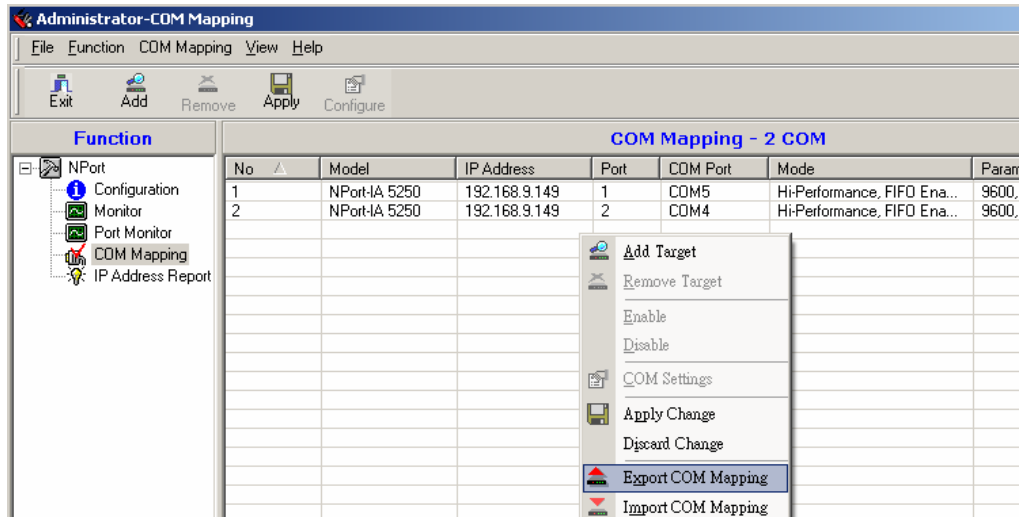 Administrator-COM Mapping
File Function COM Mapping View Help
Exit Add Remove Apply Configure
Function
COM Mapping - 2 COM
NPort
Configuration
Monitor
Port Monitor
COM Mapping
IP Address Report
No Model IP Address Port COM Port Mode Param
1 NPort-IA 5250 192.168.9.149 1 COM5 Hi-Performance, FIFO Ena... 9600,
2 NPort-IA 5250 192.168.9.149 2 COM4 Hi-Performance, FIFO Ena... 9600,
Add Target
Remove Target
Enable
Disable
COM Settings
Apply Change
Discard Change
Export COM Mapping
Import COM Mapping